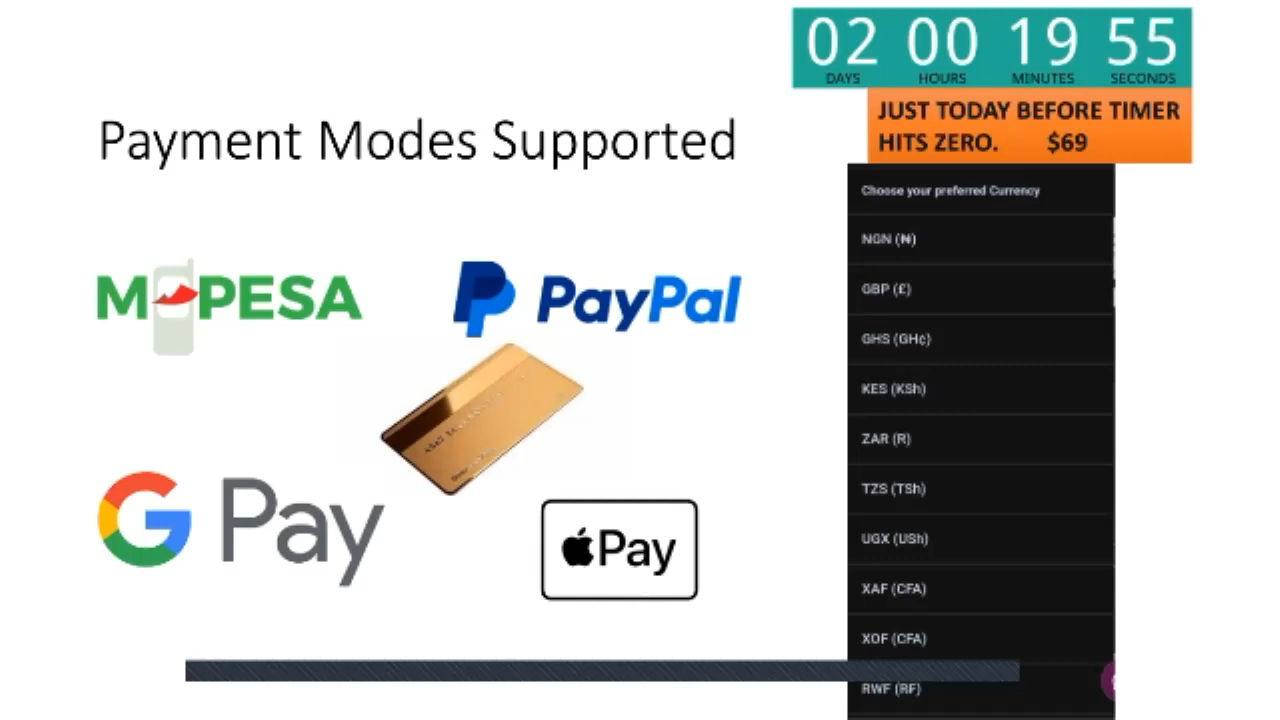 02 00 19 55
DAYS HOURS MINUTES SECONDS
JUST TODAY BEFORE TIMER
HITS ZERO. $69
Payment Modes Supported
M-PESA
PayPal
G Pay
Pay
Choose your preferred Currency
NGN (₦)
GBP (£)
GHS (GH¢)
KES (KSh)
ZAR (R)
TZS (TSh)
UGX (USh)
XAF (CFA)
XOF (CFA)
RWF (RF)